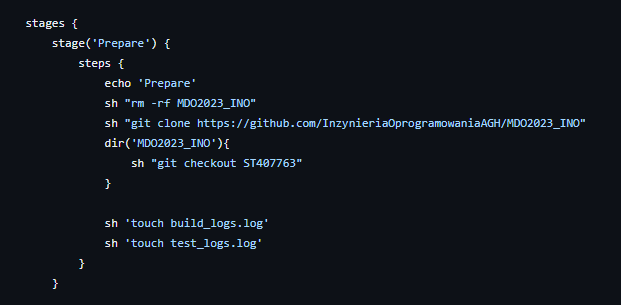 stages {
    stage('Prepare') {
        steps {
            echo 'Prepare'
            sh "rm -rf MDO2023_INO"
            sh "git clone https://github.com/InzynieriaOprogramowaniaAGH/MDO2023_INO"
            dir('MDO2023_INO'){
                sh "git checkout ST407763"
            }

            sh 'touch build_logs.log'
            sh 'touch test_logs.log'
        }
    }